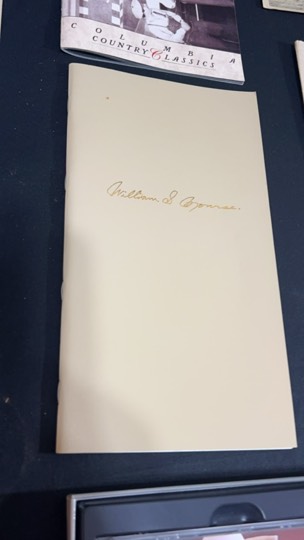 COLUMBIA
COUNTRY CLASSICS
William S. Monroe.